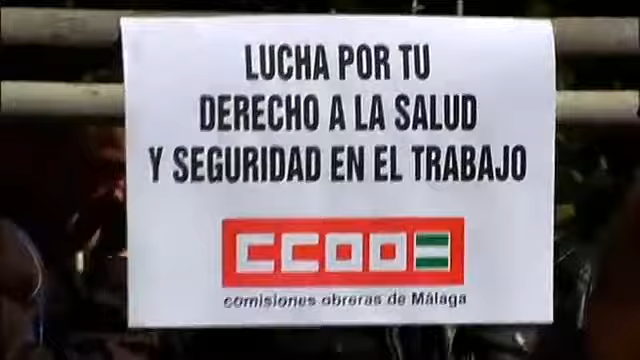 LUCHA POR TU
DERECHO A LA SALUD
Y SEGURIDAD EN EL TRABAJO
CCOO
comisiones obreras de Málaga